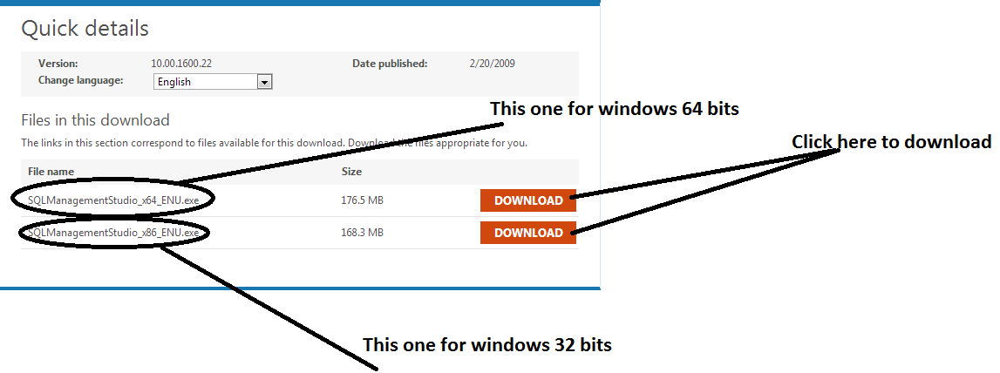 Quick details
Version: 10.00.1600.22 Date published: 2/20/2009
Change language: English
Files in this download
This one for windows 64 bits
The links in this section correspond to files available for this download. Download the files appropriate for you.
Click here to download
File name Size
SQLManagementStudio_x64_ENU.exe 176.5 MB DOWNLOAD
SQLManagementStudio_x86_ENU.exe 168.3 MB DOWNLOAD
This one for windows 32 bits